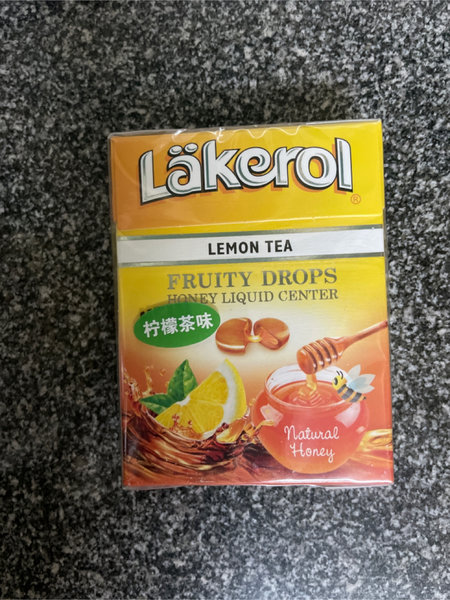 Läkerol
®
LEMON TEA
FRUITY DROPS
HONEY LIQUID CENTER
柠檬茶味
Natural
Honey